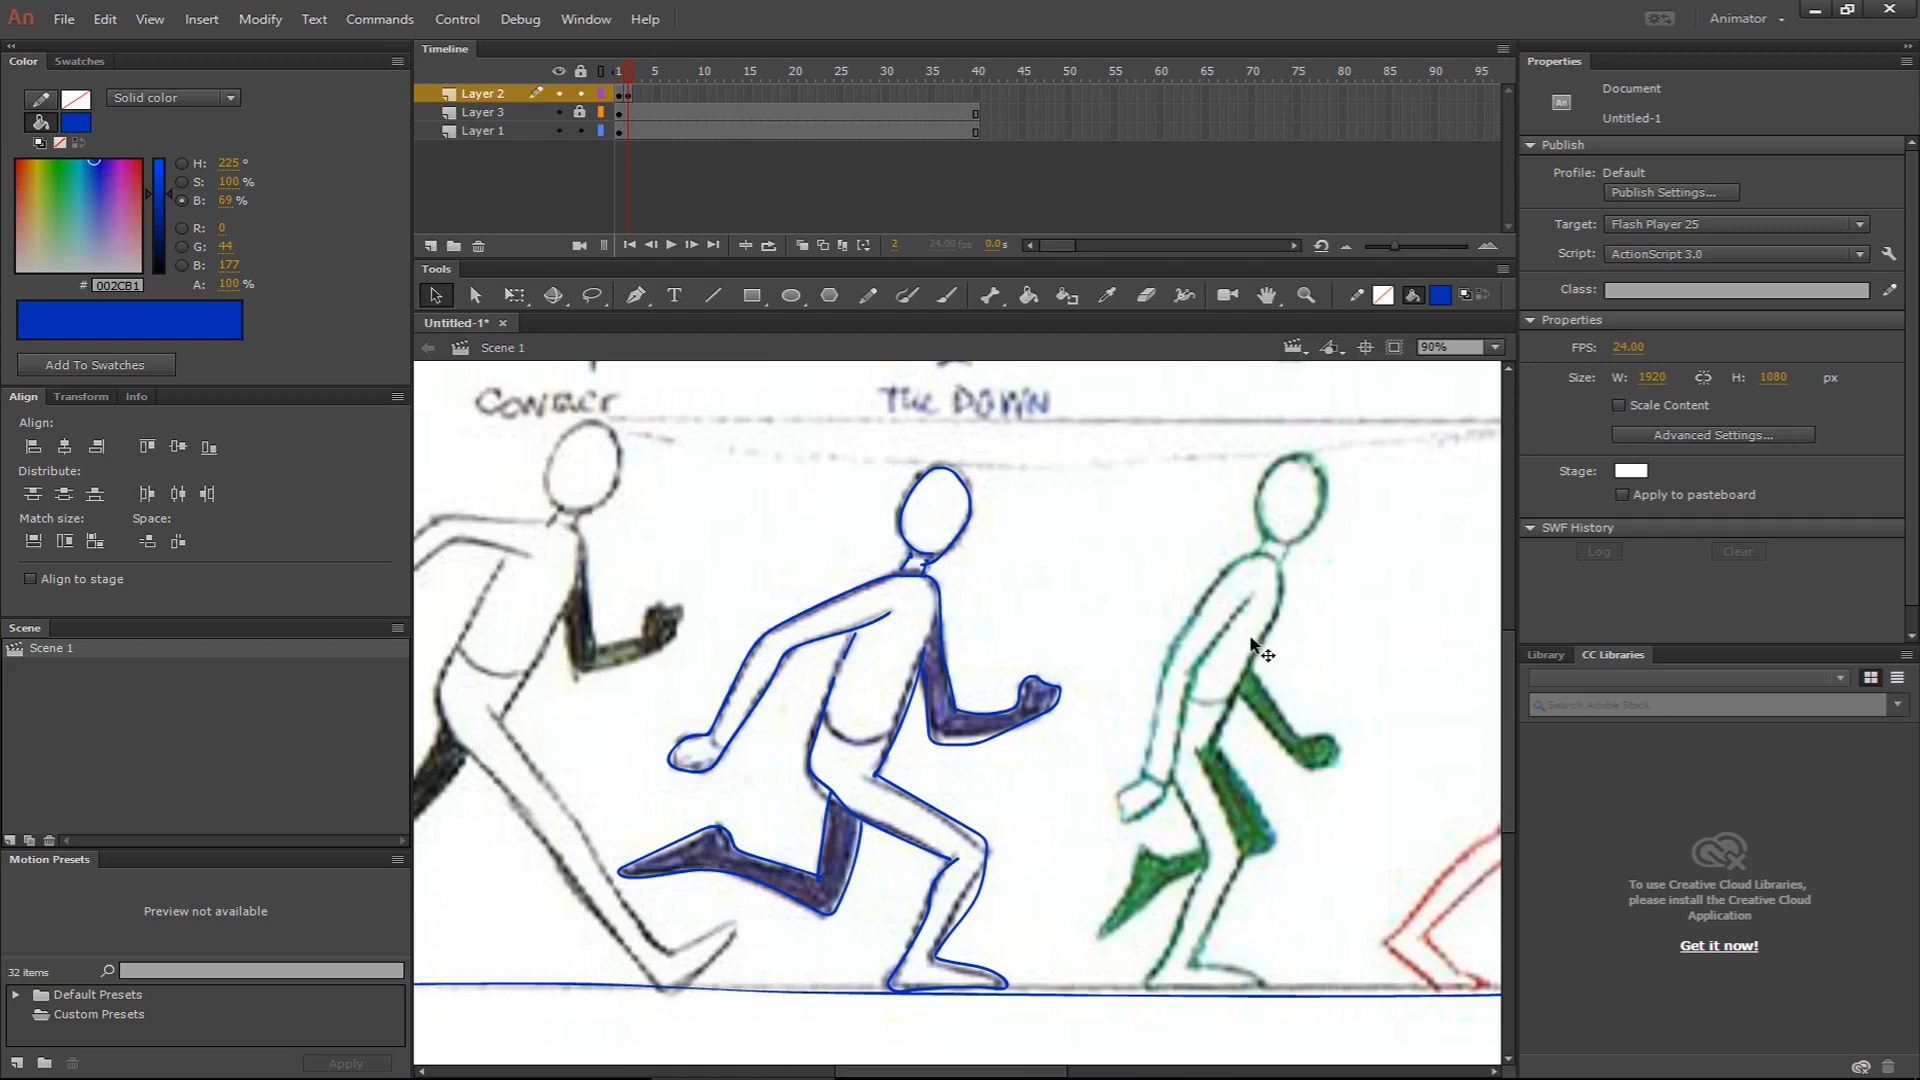 An File Edit View Insert Modify Text Commands Control Debug Window Help Animator
Color Swatches
Solid color
H: 225 °
S: 100 %
B: 69 %
R: 0
G: 44
B: 177
# 002CB1 A: 100 %
Add To Swatches
Align Transform Info
Align:
Distribute:
Match size: Space:
Align to stage
Scene
Scene 1
Motion Presets
Preview not available
32 items
Default Presets
Custom Presets
Apply
Timeline
1 5 10 15 20 25 30 35 40 45 50 55 60 65 70 75 80 85 90 95
Layer 2
Layer 3
Layer 1
2 24.00 fps 0.0 s
Tools
Untitled-1*
Scene 1 90%
CONTACT THE DOWN
Properties
An Document
Untitled-1
Publish
Profile: Default
Publish Settings...
Target: Flash Player 25
Script: ActionScript 3.0
Class:
Properties
FPS: 24.00
Size: W: 1920 H: 1080 px
Scale Content
Advanced Settings...
Stage:
Apply to pasteboard
SWF History
Log Clear
Library CC Libraries
Search Adobe Stock
To use Creative Cloud Libraries,
please install the Creative Cloud
Application
Get it now!